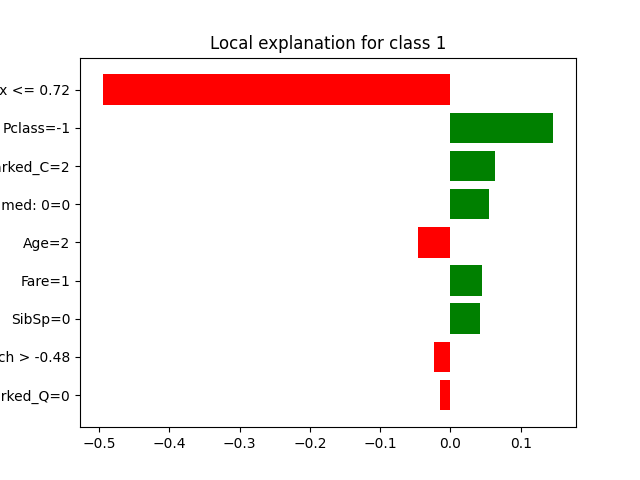 Local explanation for class 1
x <= 0.72
Pclass=-1
arked_C=2
med: 0=0
Age=2
Fare=1
SibSp=0
ch > -0.48
rked_Q=0
−0.5 −0.4 −0.3 −0.2 −0.1 0.0 0.1